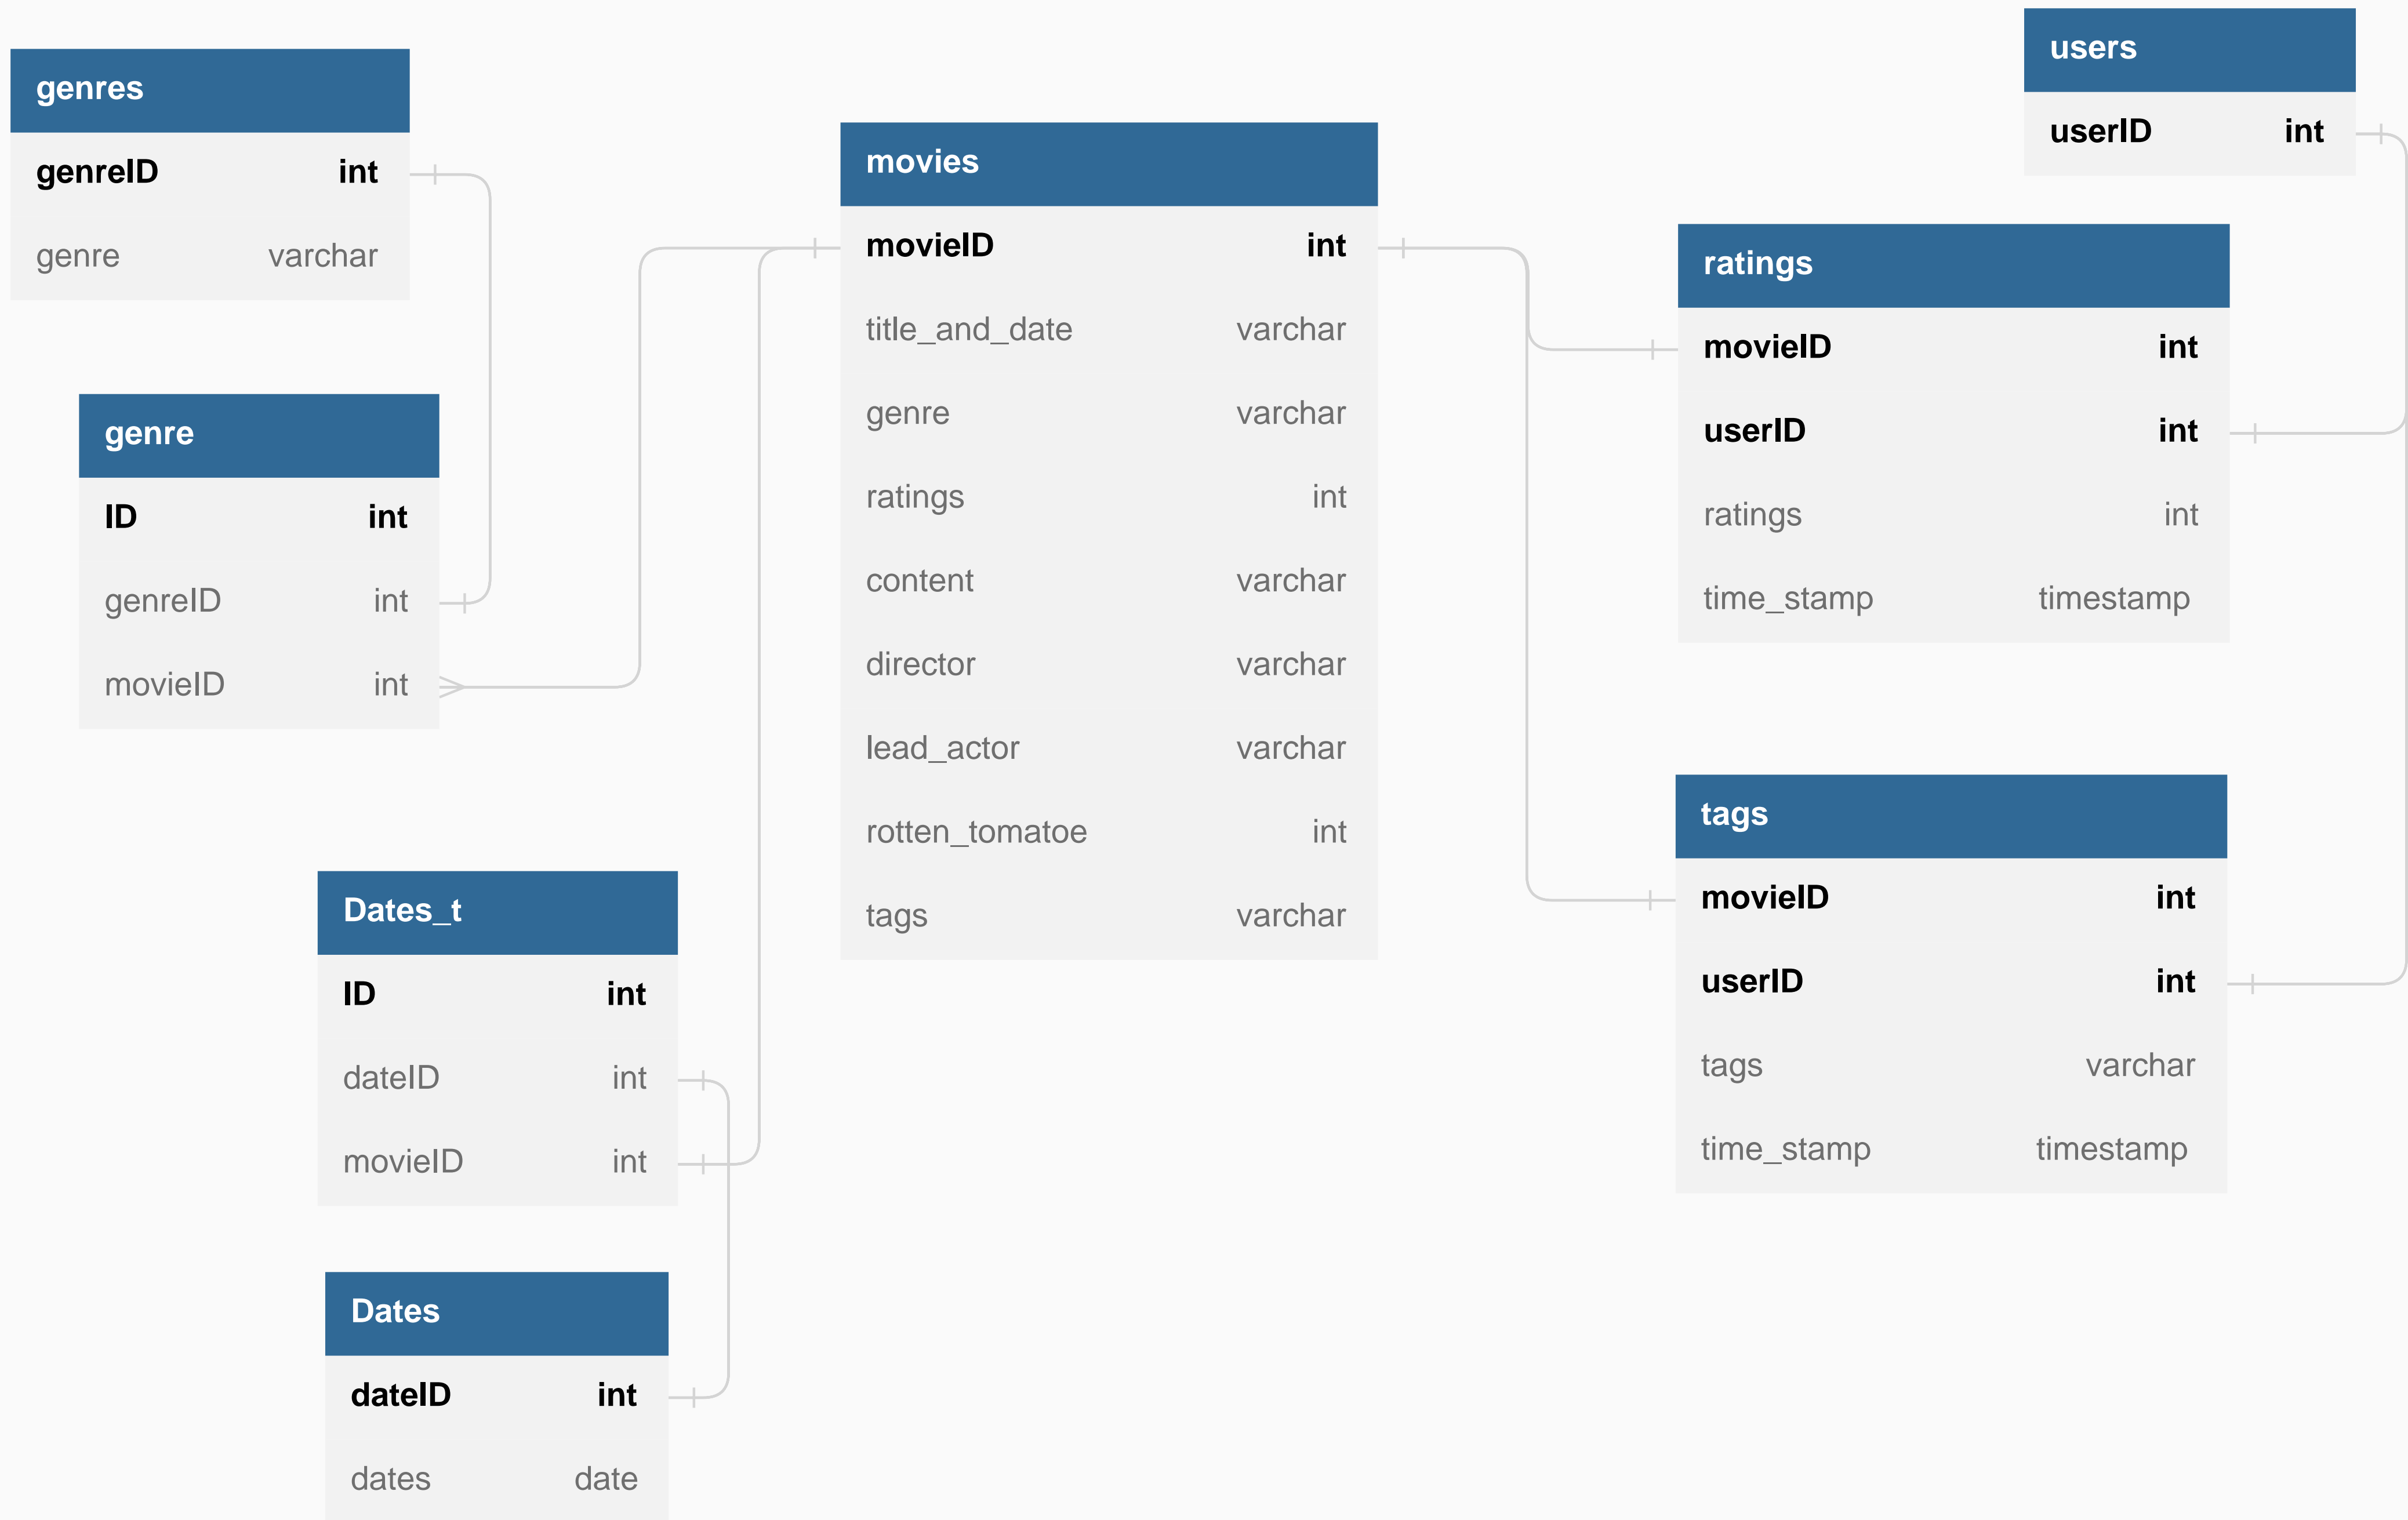 genres
genreID int
genre varchar
genre
ID int
genreID int
movieID int
Dates_t
ID int
dateID int
movieID int
Dates
dateID int
dates date
movies
movieID int
title_and_date varchar
genre varchar
ratings int
content varchar
director varchar
lead_actor varchar
rotten_tomatoe int
tags varchar
users
userID int
ratings
movieID int
userID int
ratings int
time_stamp timestamp
tags
movieID int
userID int
tags varchar
time_stamp timestamp